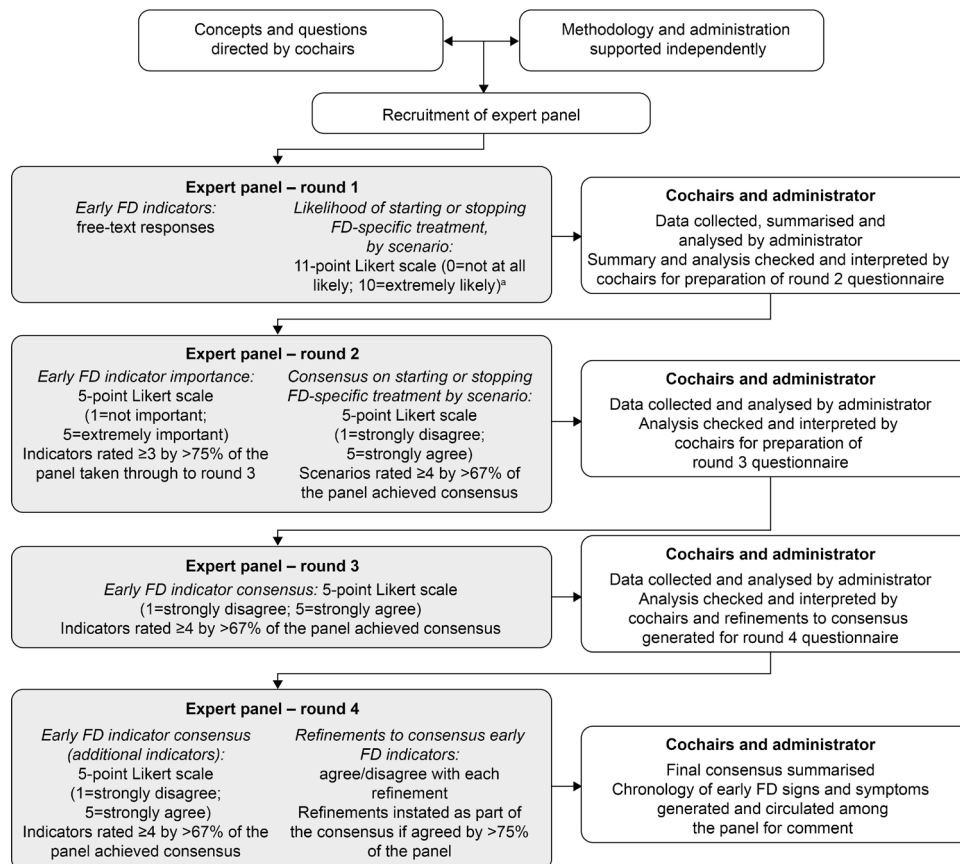 Concepts and questions
directed by cochairs
Methodology and administration
supported independently
Recruitment of expert panel
Expert panel – round 1
Early FD indicators:
free-text responses
Likelihood of starting or stopping
FD-specific treatment,
by scenario:
11-point Likert scale (0=not at all
likely; 10=extremely likely)ᵃ
Cochairs and administrator
Data collected, summarised and
analysed by administrator
Summary and analysis checked and interpreted by
cochairs for preparation of round 2 questionnaire
Expert panel – round 2
Early FD indicator importance:
5-point Likert scale
(1=not important;
5=extremely important)
Indicators rated ≥3 by >75% of the
panel taken through to round 3
Consensus on starting or stopping
FD-specific treatment by scenario:
5-point Likert scale
(1=strongly disagree;
5=strongly agree)
Scenarios rated ≥4 by >67% of
the panel achieved consensus
Cochairs and administrator
Data collected and analysed by administrator
Analysis checked and interpreted by
cochairs for preparation of
round 3 questionnaire
Expert panel – round 3
Early FD indicator consensus: 5-point Likert scale
(1=strongly disagree; 5=strongly agree)
Indicators rated ≥4 by >67% of the panel achieved consensus
Cochairs and administrator
Data collected and analysed by administrator
Analysis checked and interpreted by
cochairs and refinements to consensus
generated for round 4 questionnaire
Expert panel – round 4
Early FD indicator consensus
(additional indicators):
5-point Likert scale
(1=strongly disagree;
5=strongly agree)
Indicators rated ≥4 by >67% of the
panel achieved consensus
Refinements to consensus early
FD indicators:
agree/disagree with each
refinement
Refinements instated as part of
the consensus if agreed by >75%
of the panel
Cochairs and administrator
Final consensus summarised
Chronology of early FD signs and symptoms
generated and circulated among
the panel for comment